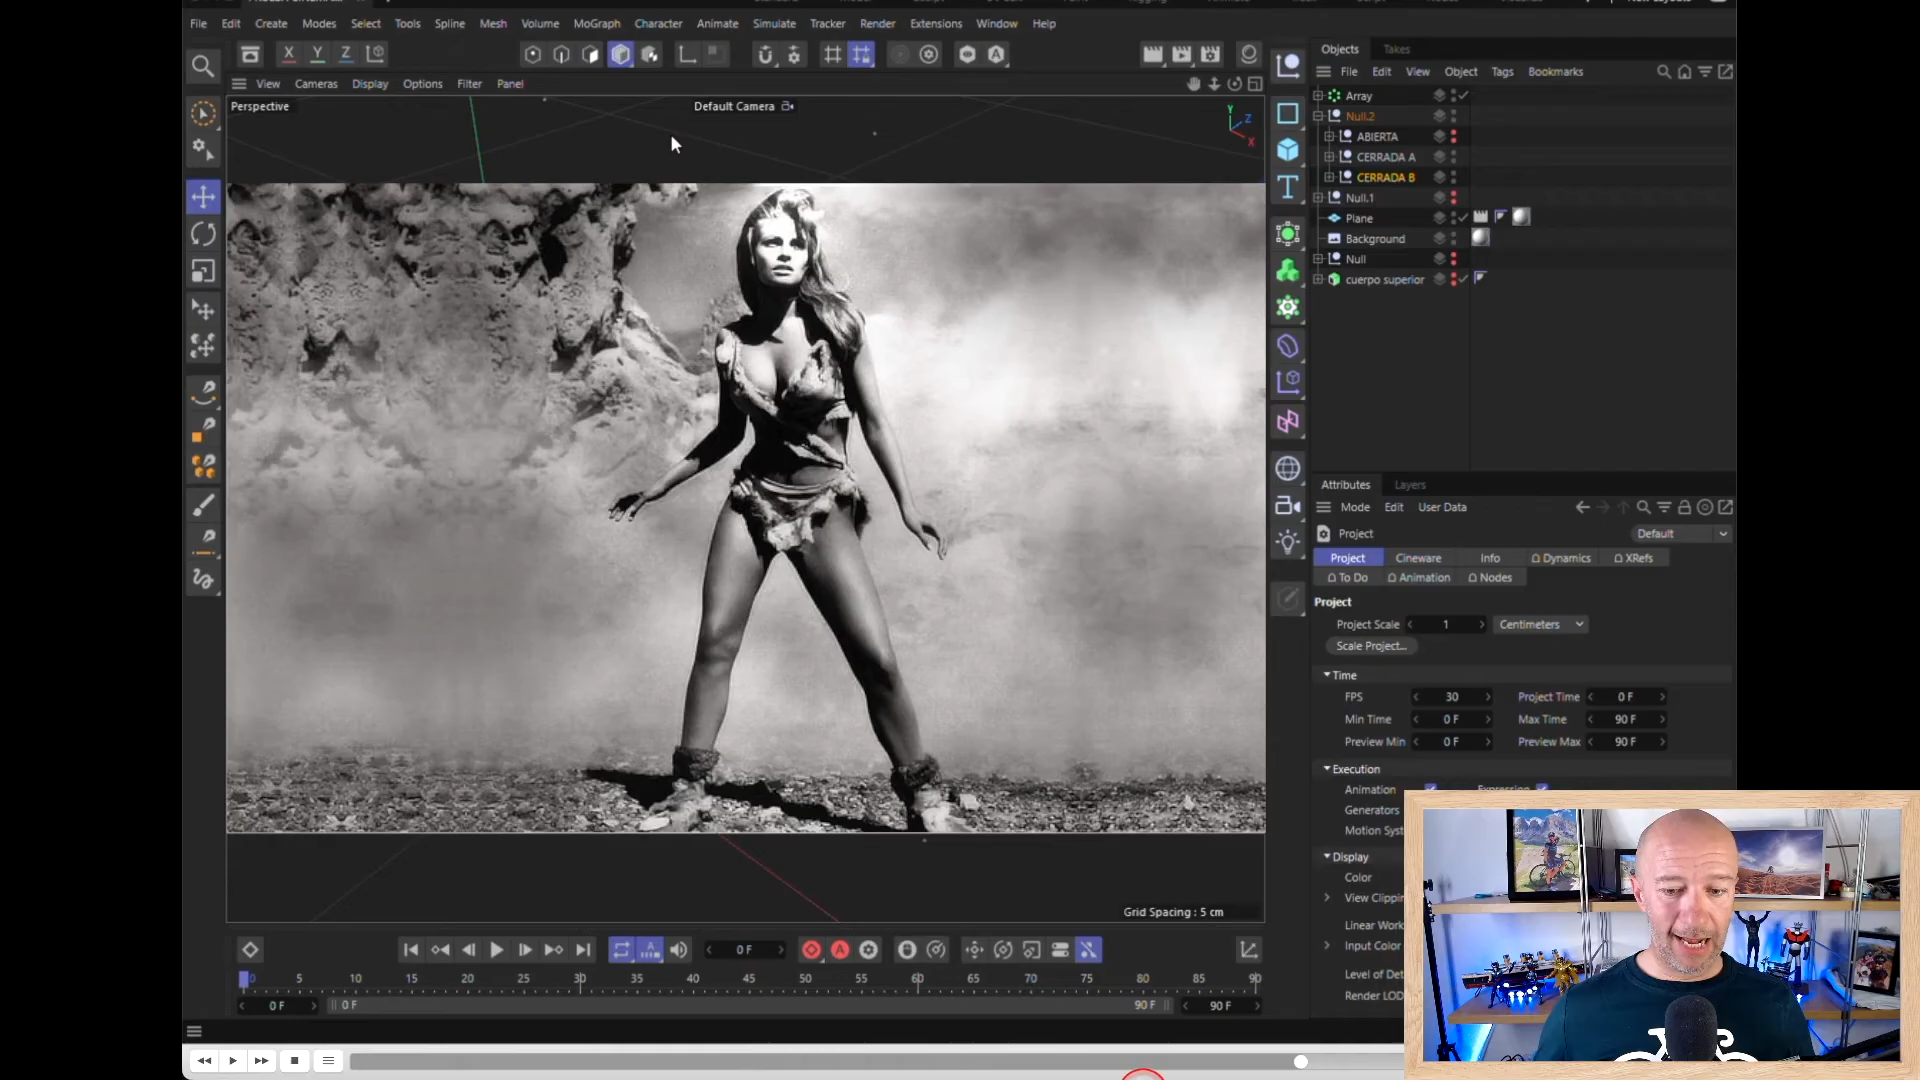 File Edit Create Modes Select Tools Spline Mesh Volume MoGraph Character Animate Simulate Tracker Render Extensions Window Help
X Y Z
View Cameras Display Options Filter Panel
Perspective
Default Camera
Y
Z
X
Grid Spacing : 5 cm
Objects Takes
File Edit View Object Tags Bookmarks
Array
Null.2
ABIERTA
CERRADA A
CERRADA B
Null.1
Plane
Background
Null
cuerpo superior
Attributes Layers
Mode Edit User Data
Project Default
Project Cineware Info Dynamics XRefs
To Do Animation Nodes
Project
Project Scale 1 Centimeters
Scale Project...
Time
FPS 30 Project Time 0 F
Min Time 0 F Max Time 90 F
Preview Min 0 F Preview Max 90 F
Execution
Animation Expression
Generators
Motion Syst
Display
Color
View Clippin
Linear Work
Input Color
Level of Det
Render LOD
0 F
0 5 10 15 20 25 30 35 40 45 50 55 60 65 70 75 80 85 90
0 F 0 F 90 F 90 F